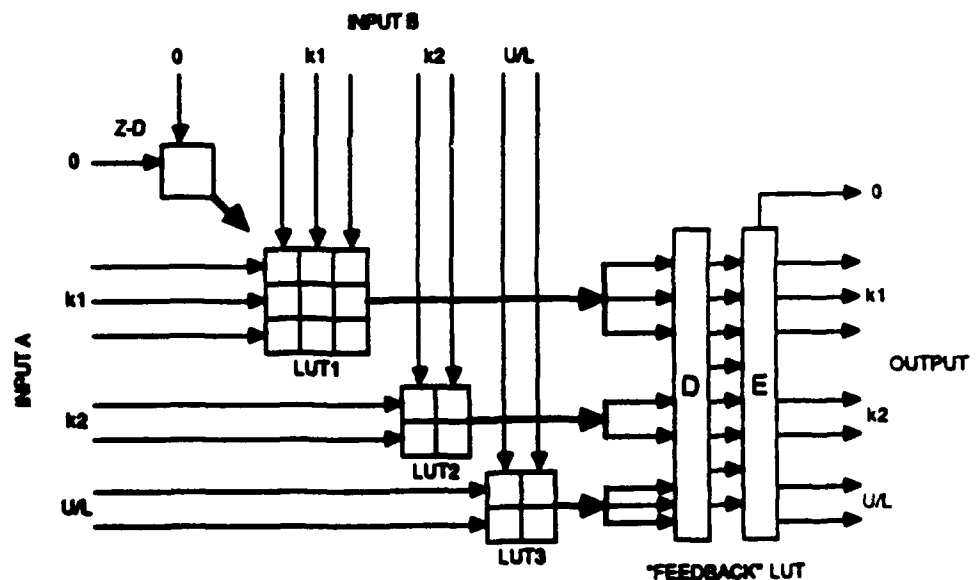 INPUT B
0 k1 k2 U/L
Z-D
0
0
k1
k1
INPUT A
OUTPUT
LUT1
D E
k2
k2
LUT2
U/L
U/L
LUT3
"FEEDBACK" LUT